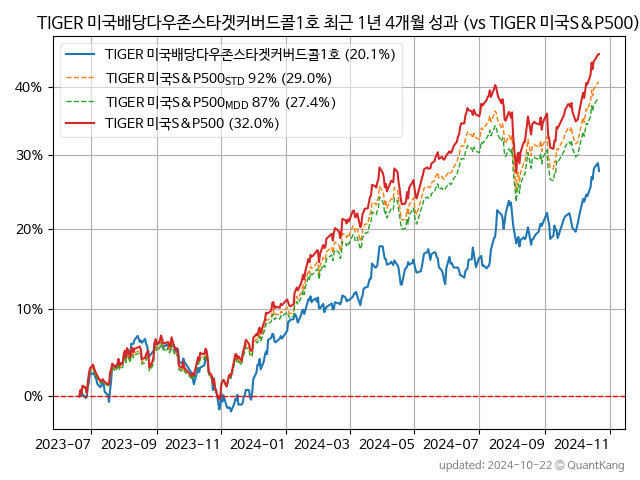 TIGER 미국배당다우존스타겟커버드콜1호 최근 1년 4개월 성과 (vs TIGER 미국S&P500)
TIGER 미국배당다우존스타겟커버드콜1호 (20.1%)
TIGER 미국S&P500STD 92% (29.0%)
TIGER 미국S&P500MDD 87% (27.4%)
TIGER 미국S&P500 (32.0%)
40%
30%
20%
10%
0%
2023-07 2023-09 2023-11 2024-01 2024-03 2024-05 2024-07 2024-09 2024-11
updated: 2024-10-22 © QuantKang